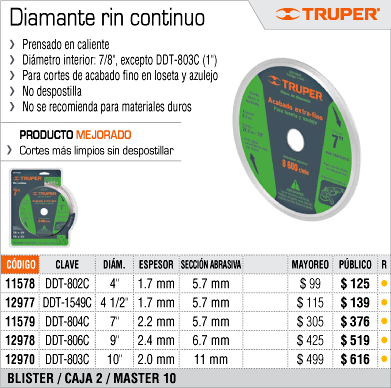 Diamante rin continuo
TRUPER®
Prensado en caliente
Diámetro interior: 7/8", excepto DDT-803C (1")
Para cortes de acabado fino en loseta y azulejo
No despostilla
No se recomienda para materiales duros
PRODUCTO MEJORADO
Cortes más limpios sin despostillar
TRUPER
Acabado extra-fino
7"
8 600 r/min
TRUPER
7"
CÓDIGO CLAVE DIÁM. ESPESOR SECCIÓN ABRASIVA MAYOREO PÚBLICO R
11578 DDT-802C 4" 1.7 mm 5.7 mm $ 99 $ 125
12977 DDT-1549C 4 1/2" 1.7 mm 5.7 mm $ 115 $ 139
11579 DDT-804C 7" 2.2 mm 5.7 mm $ 305 $ 376
12978 DDT-806C 9" 2.4 mm 6.7 mm $ 425 $ 519
12970 DDT-803C 10" 2.0 mm 11 mm $ 499 $ 616
BLISTER / CAJA 2 / MASTER 10